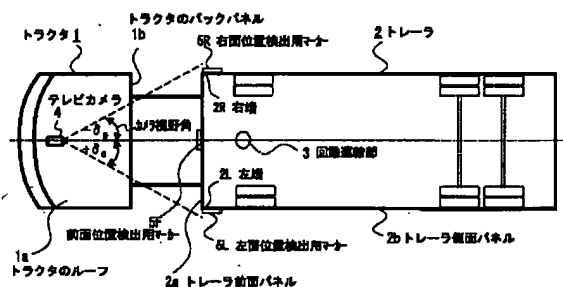 トラクタのバックパネル
トラクタ 1
1b
5R 右面位置検出用マーカー
2 トレーラ
テレビカメラ
4
2R 右端
カメラ視野角
3 回動連結部
2L 左端
5F
前面位置検出用マーカー
5L 左面位置検出用マーカー
2b トレーラ側面パネル
1a
トラクタのルーフ
2a トレーラ前面パネル